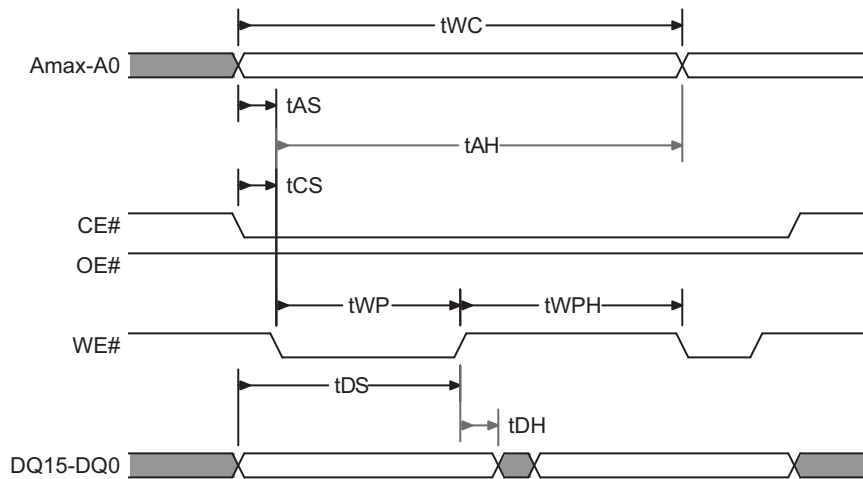 tWC
Amax-A0
tAS
tAH
tCS
CE#
OE#
tWP
tWPH
WE#
tDS
tDH
DQ15-DQ0